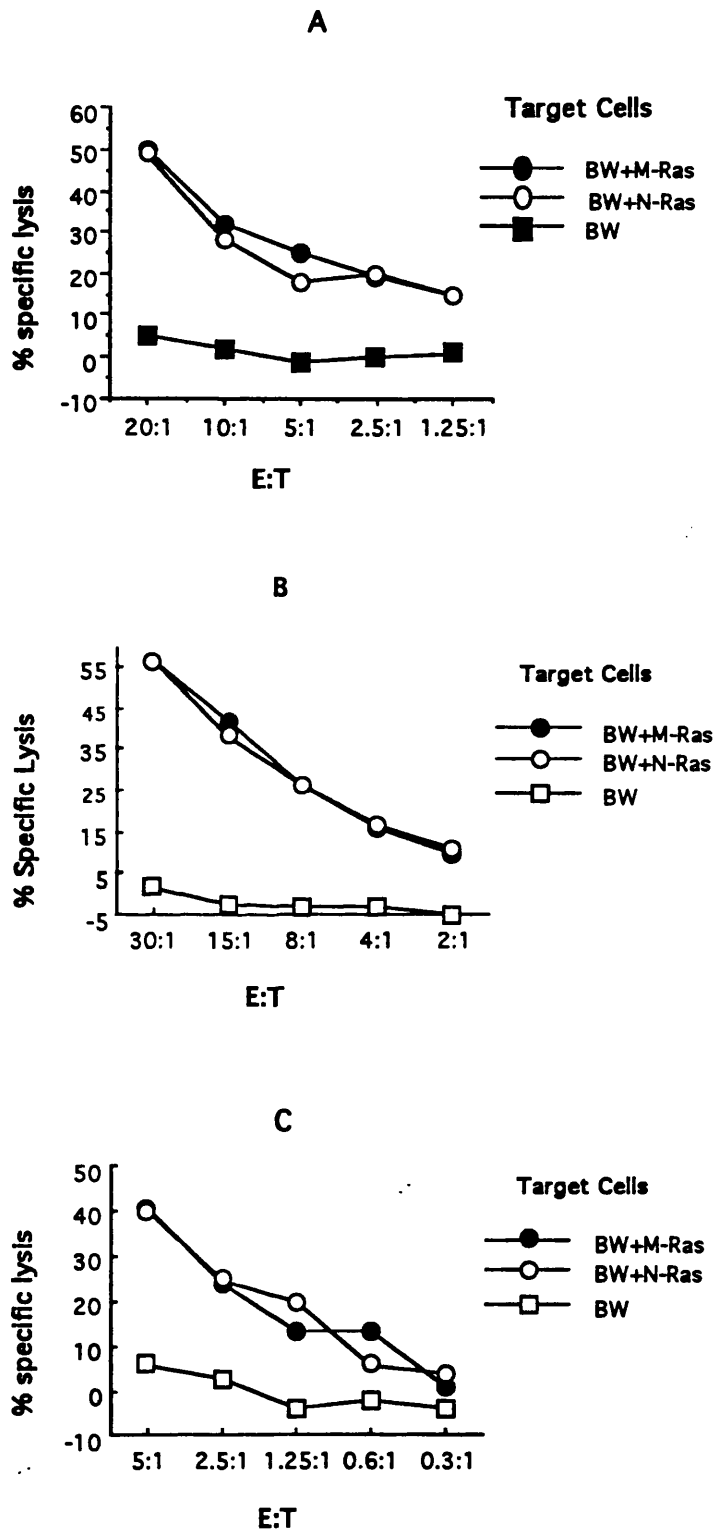 A
Target Cells
BW+M-Ras
BW+N-Ras
BW
% specific lysis
60
50
40
30
20
10
0
-10
20:1 10:1 5:1 2.5:1 1.25:1
E:T
B
Target Cells
BW+M-Ras
BW+N-Ras
BW
% Specific Lysis
55
45
35
25
15
5
-5
30:1 15:1 8:1 4:1 2:1
E:T
C
Target Cells
BW+M-Ras
BW+N-Ras
BW
% specific lysis
50
40
30
20
10
0
-10
5:1 2.5:1 1.25:1 0.6:1 0.3:1
E:T